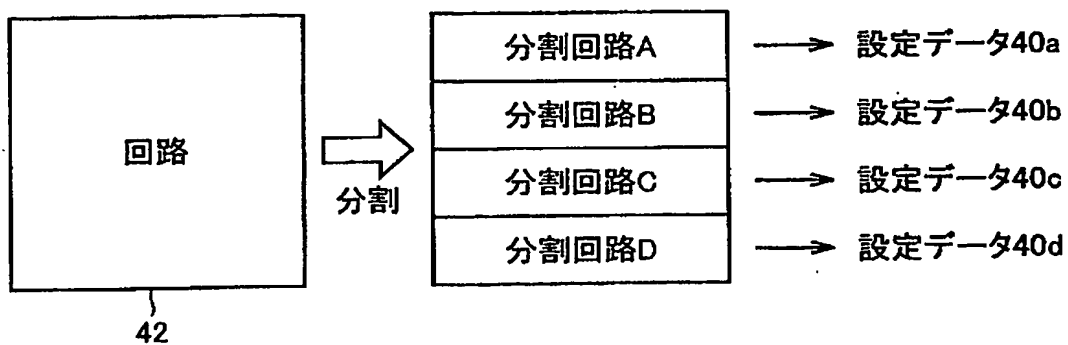 回路
42
分割
分割回路A
設定データ40a
分割回路B
設定データ40b
分割回路C
設定データ40c
分割回路D
設定データ40d